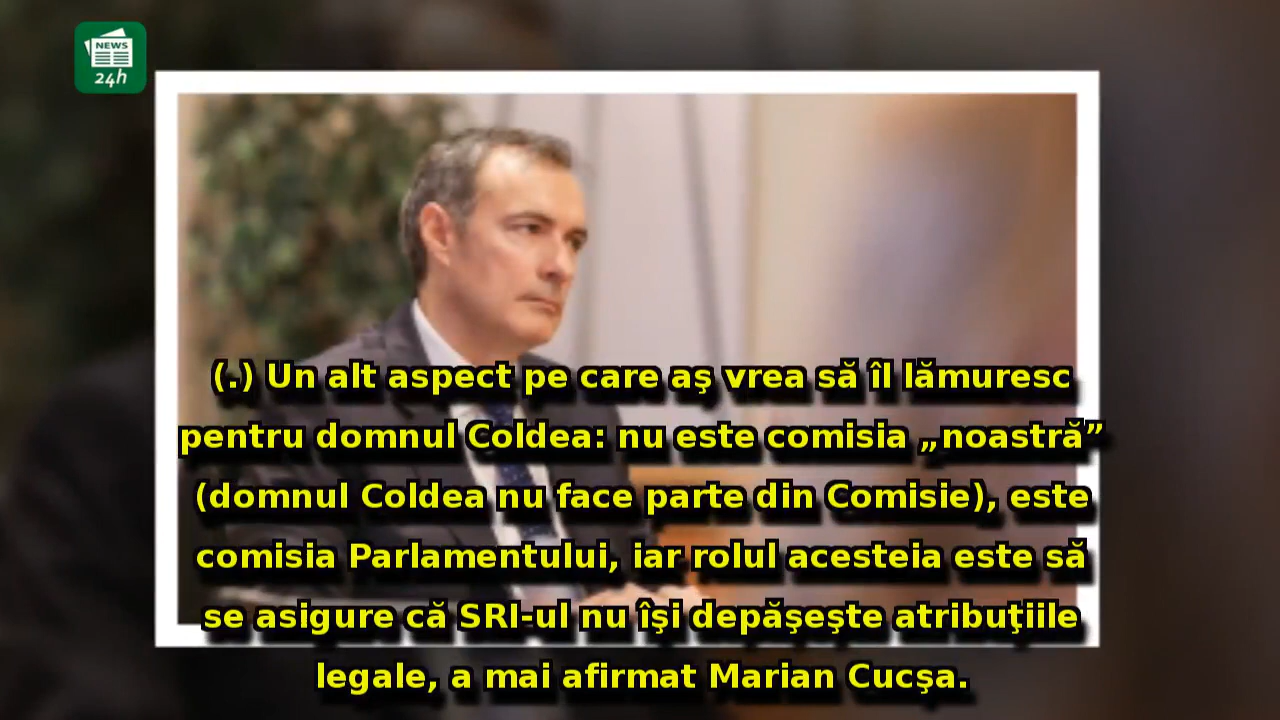 NEWS
24h
(.) Un alt aspect pe care aş vrea să îl lămuresc
pentru domnul Coldea: nu este comisia „noastră”
(domnul Coldea nu face parte din Comisie), este
comisia Parlamentului, iar rolul acesteia este să
se asigure că SRI-ul nu îşi depăşeşte atribuţiile
legale, a mai afirmat Marian Cucşa.